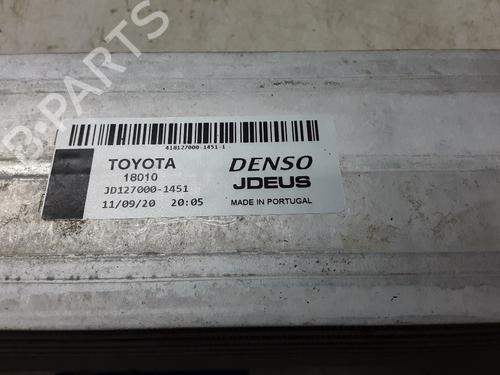 418127000-1451-1
TOYOTA
18010
JD127000-1451
11/09/20 20:05
DENSO
JDEUS
MADE IN PORTUGAL
B-PARTS